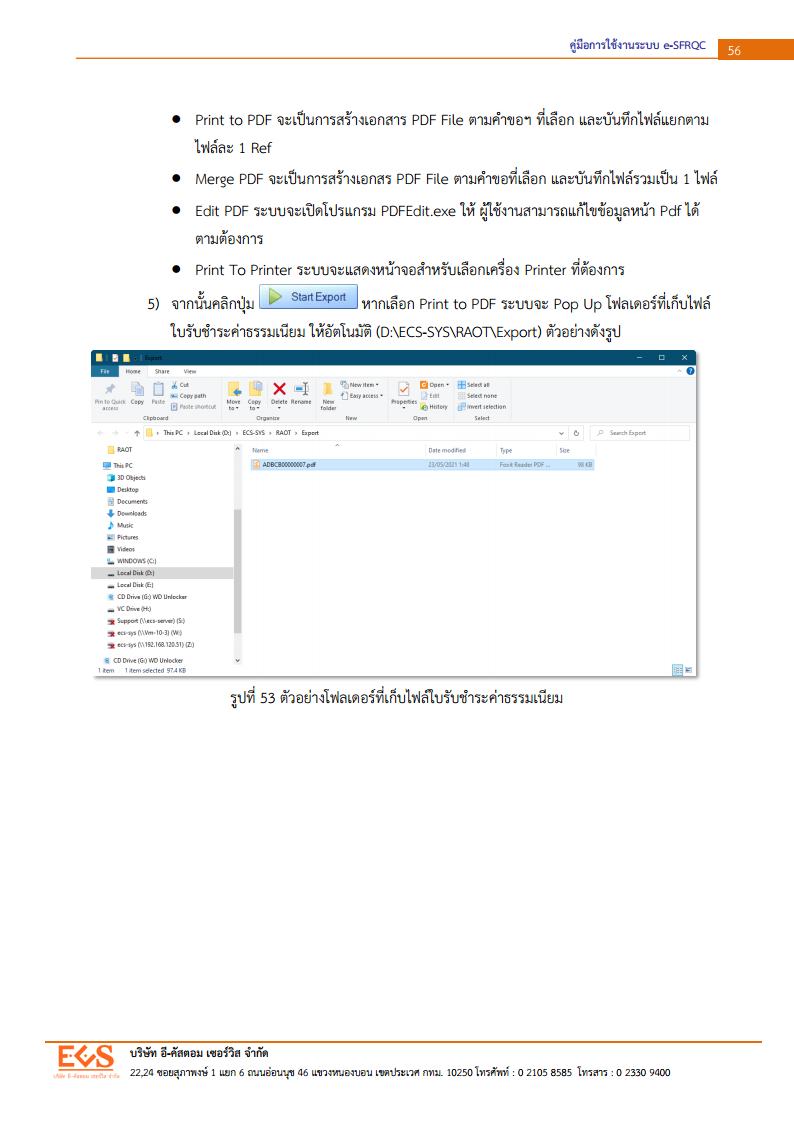 คู่มือการใช้งานระบบ e-SFRQC 56
● Print to PDF จะเป็นการสร้างเอกสาร PDF File ตามคำขอฯ ที่เลือก และบันทึกไฟล์แยกตาม
ไฟล์ละ 1 Ref
● Merge PDF จะเป็นการสร้างเอกสร PDF File ตามคำขอที่เลือก และบันทึกไฟล์รวมเป็น 1 ไฟล์
● Edit PDF ระบบจะเปิดโปรแกรม PDFEdit.exe ให้ ผู้ใช้งานสามารถแก้ไขข้อมูลหน้า Pdf ได้
ตามต้องการ
● Print To Printer ระบบจะแสดงหน้าจอสำหรับเลือกเครื่อง Printer ที่ต้องการ
5) จากนั้นคลิกปุ่ม Start Export หากเลือก Print to PDF ระบบจะ Pop Up โฟลเดอร์ที่เก็บไฟล์
ใบรับชำระค่าธรรมเนียม ให้อัตโนมัติ (D:\ECS-SYS\RAOT\Export) ตัวอย่างดังรูป
Export
File Home Share View
Pin to Quick access Copy Paste Cut Copy path Paste shortcut Move to Copy to Delete Rename New folder New item Easy access Properties Open Edit History Select all Select none Invert selection
Clipboard Organize New Open Select
This PC › Local Disk (D:) › ECS-SYS › RAOT › Export Search Export
Name Date modified Type Size
ADBCB00000007.pdf 23/05/2021 1:48 Foxit Reader PDF ... 98 KB
RAOT
This PC
3D Objects
Desktop
Documents
Downloads
Music
Pictures
Videos
WINDOWS (C:)
Local Disk (D:)
Local Disk (E:)
CD Drive (G:) WD Unlocker
VC Drive (H:)
Support (\\ecs-server) (S:)
ecs-sys (\\Vm-10-3) (W:)
ecs-sys (\\192.168.120.51) (Z:)
CD Drive (G:) WD Unlocker
1 item 1 item selected 97.4 KB
รูปที่ 53 ตัวอย่างโฟลเดอร์ที่เก็บไฟล์ใบรับชำระค่าธรรมเนียม
ECS
บริษัท อี-คัสตอม เซอร์วิส จำกัด
บริษัท อี-คัสตอม เซอร์วิส จำกัด
22,24 ซอยสุภาพงษ์ 1 แยก 6 ถนนอ่อนนุช 46 แขวงหนองบอน เขตประเวศ กทม. 10250 โทรศัพท์ : 0 2105 8585 โทรสาร : 0 2330 9400